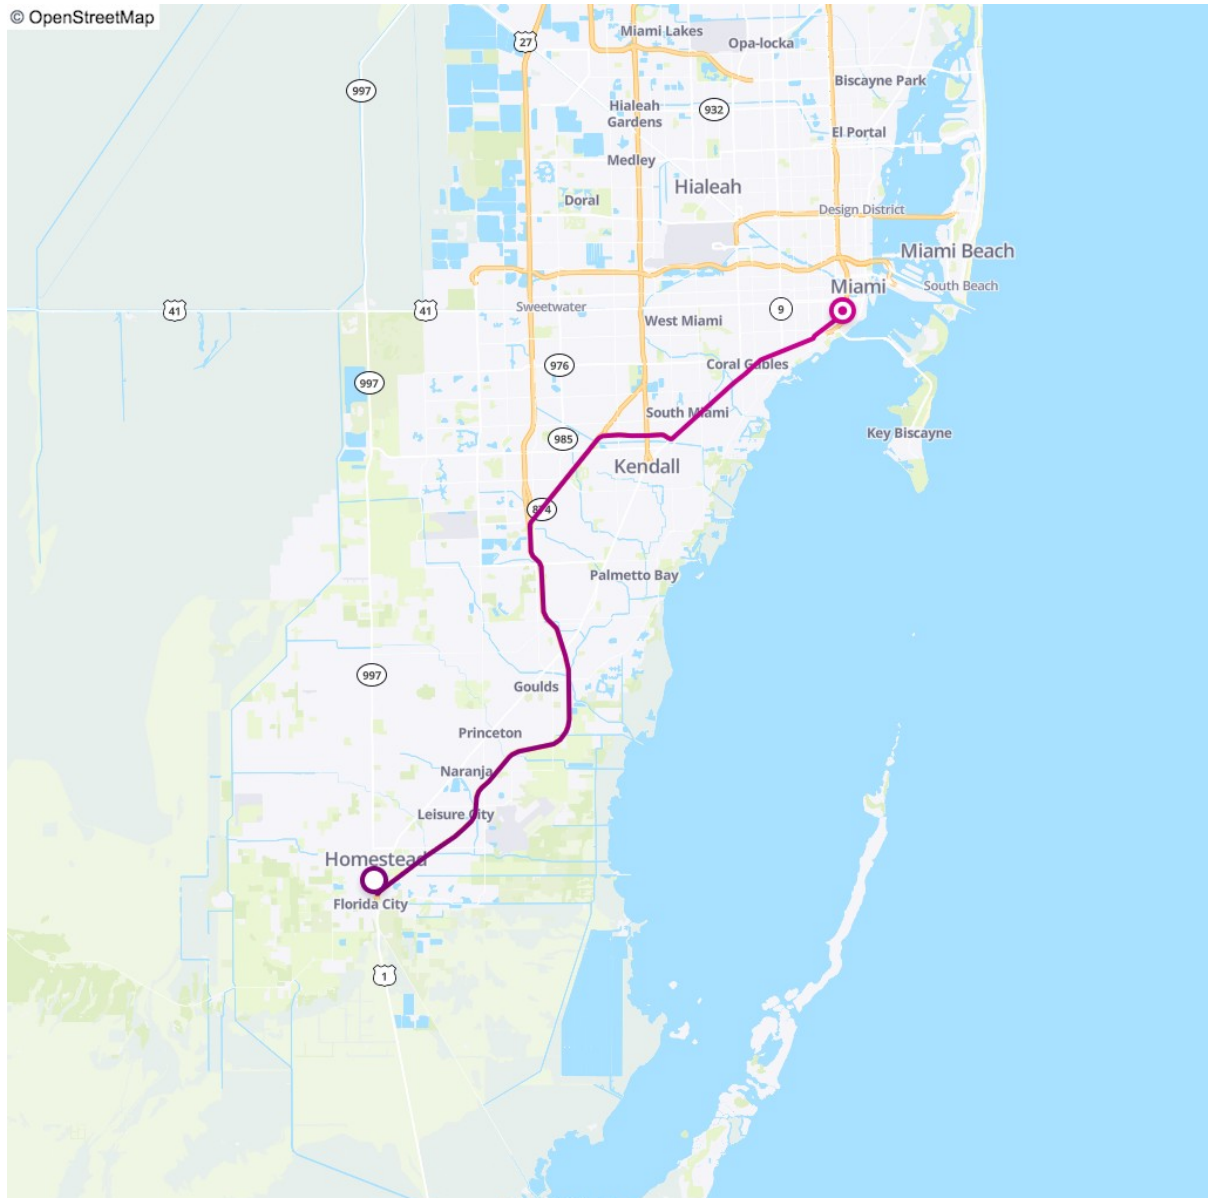 © OpenStreetMap
Miami Lakes
27
Opa-locka
Biscayne Park
997
Hialeah
Gardens
932
El Portal
Medley
Hialeah
Doral
Design District
Miami Beach
Miami
South Beach
Sweetwater
41
41
9
West Miami
976
Coral Gables
997
South Miami
Key Biscayne
985
Kendall
874
Palmetto Bay
997
Goulds
Princeton
Naranja
Leisure City
Homestead
Florida City
1